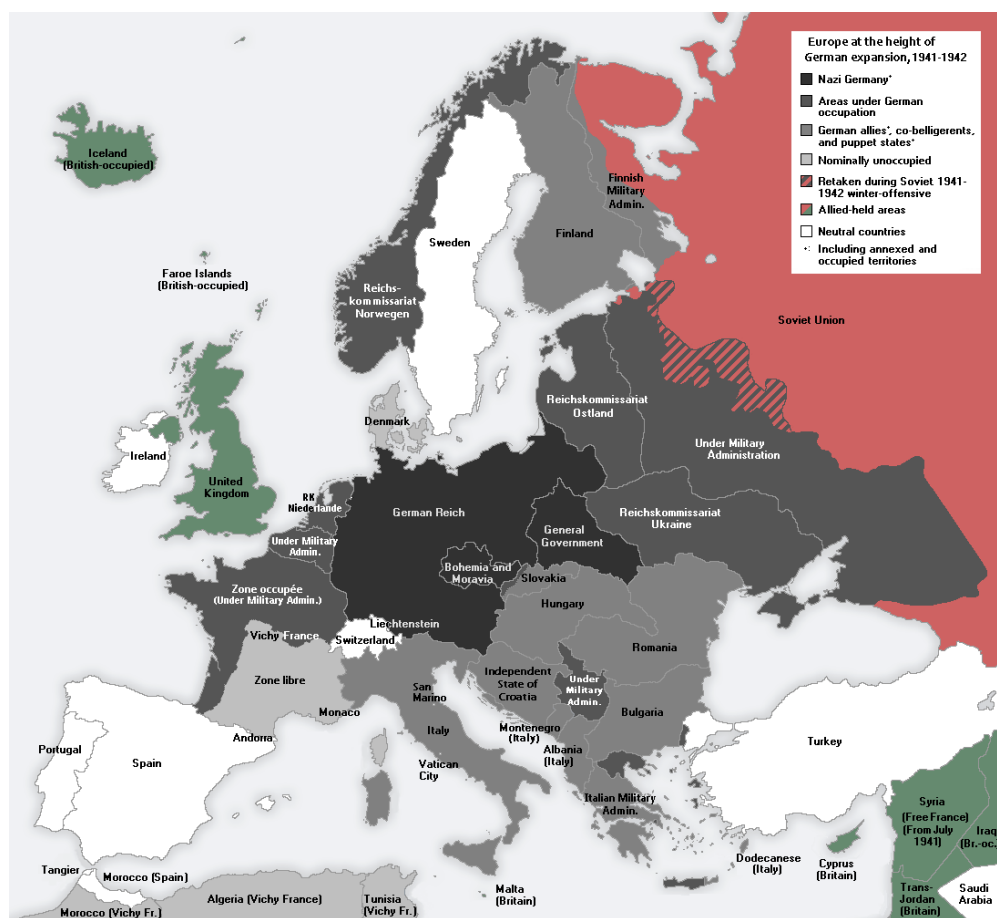 Europe at the height of
German expansion, 1941-1942
Nazi Germany⁺
Areas under German
occupation
German allies⁺, co-belligerents,
and puppet states⁺
Nominally unoccupied
Retaken during Soviet 1941-
1942 winter-offensive
Allied-held areas
Neutral countries
⁺: Including annexed and
occupied territories
Iceland
(British-occupied)
Finnish
Military
Admin.
Finland
Sweden
Faroe Islands
(British-occupied)
Reichs-
kommissariat
Norwegen
Soviet Union
Denmark
Reichskommissariat
Ostland
Under Military
Administration
Ireland
United
Kingdom
RK
Niederlande
German Reich
General
Government
Reichskommissariat
Ukraine
Under Military
Admin.
Bohemia and
Moravia
Zone occupée
(Under Military Admin.)
Slovakia
Hungary
Liechtenstein
Vichy France
Switzerland
Romania
Zone libre
Independent
State of
Croatia
Under
Military
Admin.
San
Marino
Monaco
Bulgaria
Italy
Montenegro
(Italy)
Andorra
Portugal
Spain
Turkey
Albania
(Italy)
Vatican
City
Italian Military
Admin.
Syria
(Free France)
(From July
1941)
Iraq
(Br.-oc.)
Dodecanese
(Italy)
Cyprus
(Britain)
Tangier
Morocco (Spain)
Algeria (Vichy France)
Tunisia
(Vichy Fr.)
Malta
(Britain)
Trans-
Jordan
(Britain)
Saudi
Arabia
Morocco (Vichy Fr.)